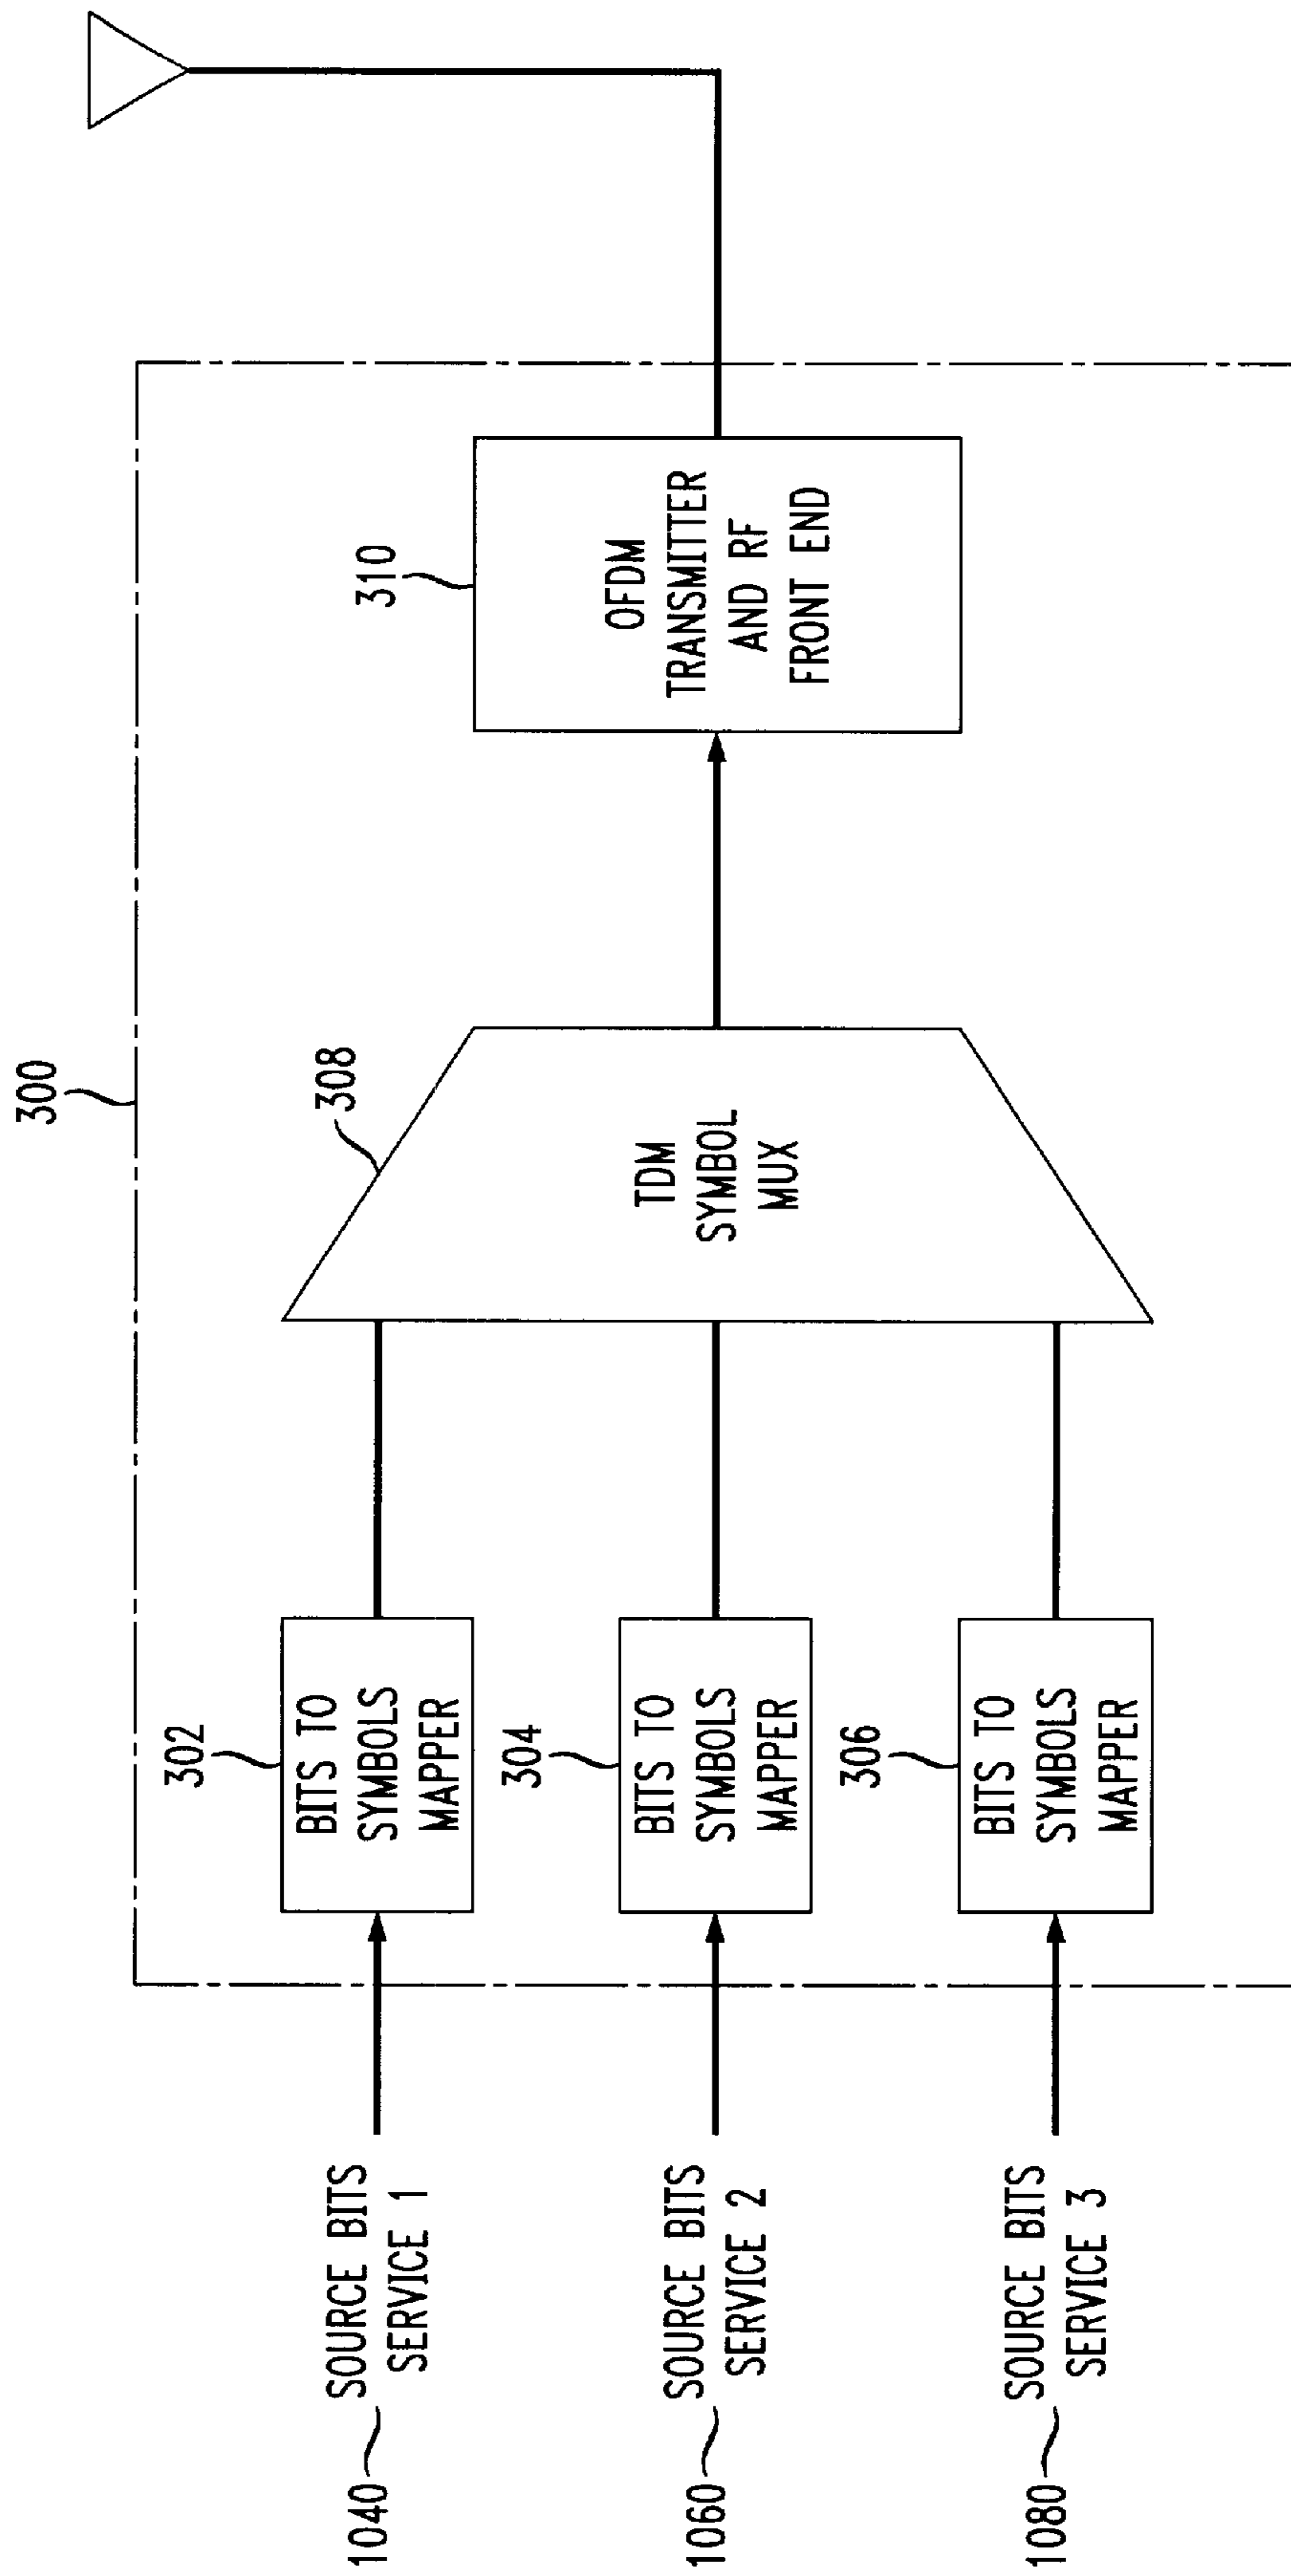 300
1040
SOURCE BITS
SERVICE 1
302
BITS TO
SYMBOLS
MAPPER
308
TDM
SYMBOL
MUX
310
OFDM
TRANSMITTER
AND RF
FRONT END
1060
SOURCE BITS
SERVICE 2
304
BITS TO
SYMBOLS
MAPPER
1080
SOURCE BITS
SERVICE 3
306
BITS TO
SYMBOLS
MAPPER